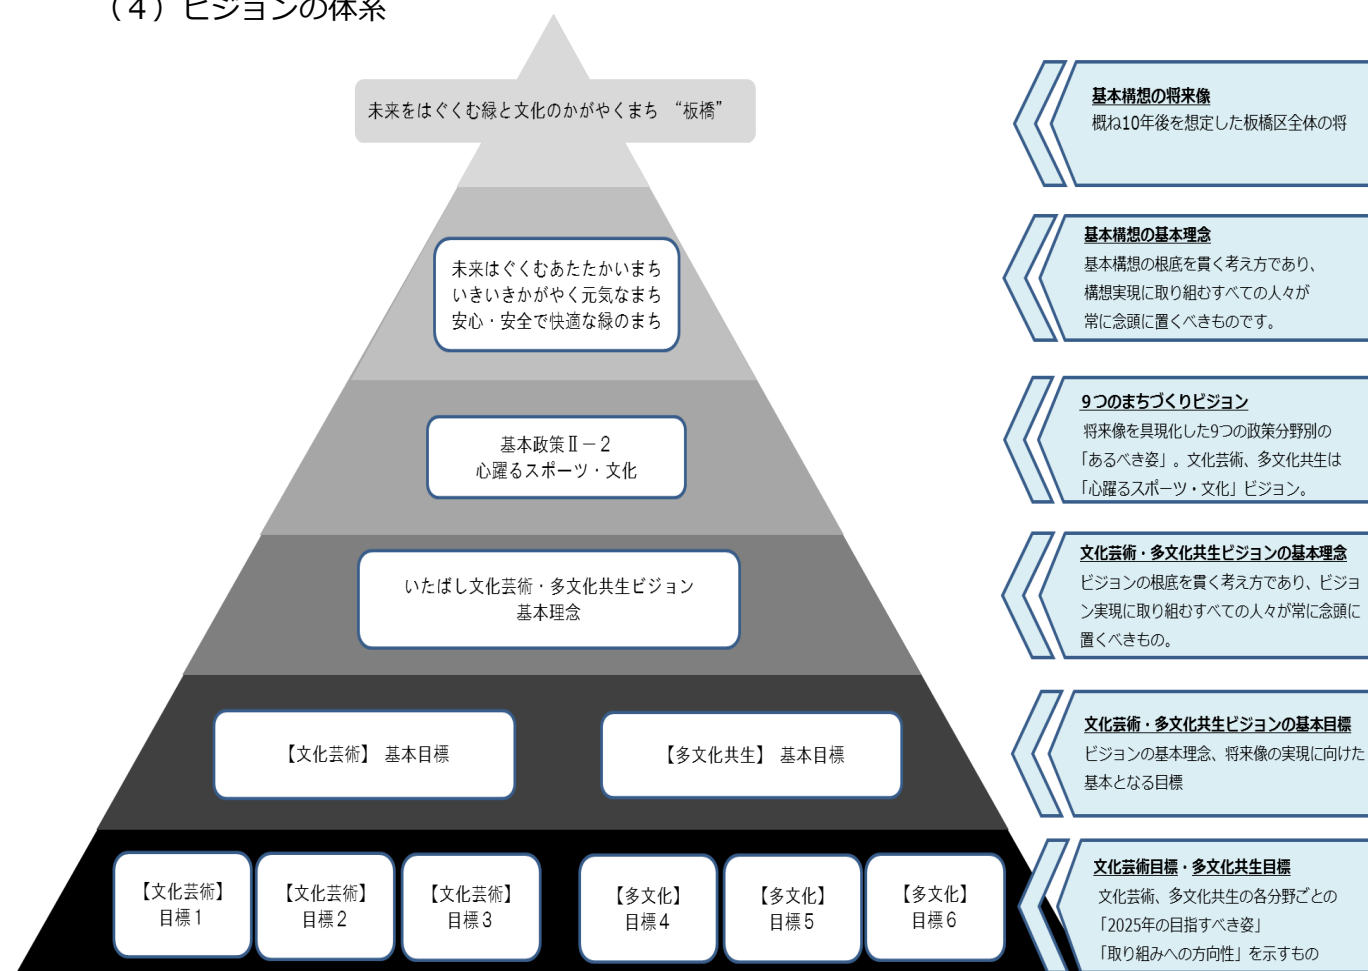 （４）ビジョンの体系
未来をはぐくむ緑と文化のかがやくまち　“板橋”
基本構想の将来像
概ね10年後を想定した板橋区全体の将
未来はぐくむあたたかいまち
いきいきかがやく元気なまち
安心・安全で快適な緑のまち
基本構想の基本理念
基本構想の根底を貫く考え方であり、
構想実現に取り組むすべての人々が
常に念頭に置くべきものです。
基本政策Ⅱ－２
心躍るスポーツ・文化
９つのまちづくりビジョン
将来像を具現化した9つの政策分野別の
「あるべき姿」。文化芸術、多文化共生は
「心躍るスポーツ・文化」ビジョン。
いたばし文化芸術・多文化共生ビジョン
基本理念
文化芸術・多文化共生ビジョンの基本理念
ビジョンの根底を貫く考え方であり、ビジョ
ン実現に取り組むすべての人々が常に念頭に
置くべきもの。
【文化芸術】 基本目標
【多文化共生】 基本目標
文化芸術・多文化共生ビジョンの基本目標
ビジョンの基本理念、将来像の実現に向けた
基本となる目標
【文化芸術】
目標１
【文化芸術】
目標２
【文化芸術】
目標３
【多文化】
目標４
【多文化】
目標５
【多文化】
目標６
文化芸術目標・多文化共生目標
文化芸術、多文化共生の各分野ごとの
「2025年の目指すべき姿」
「取り組みへの方向性」を示すもの